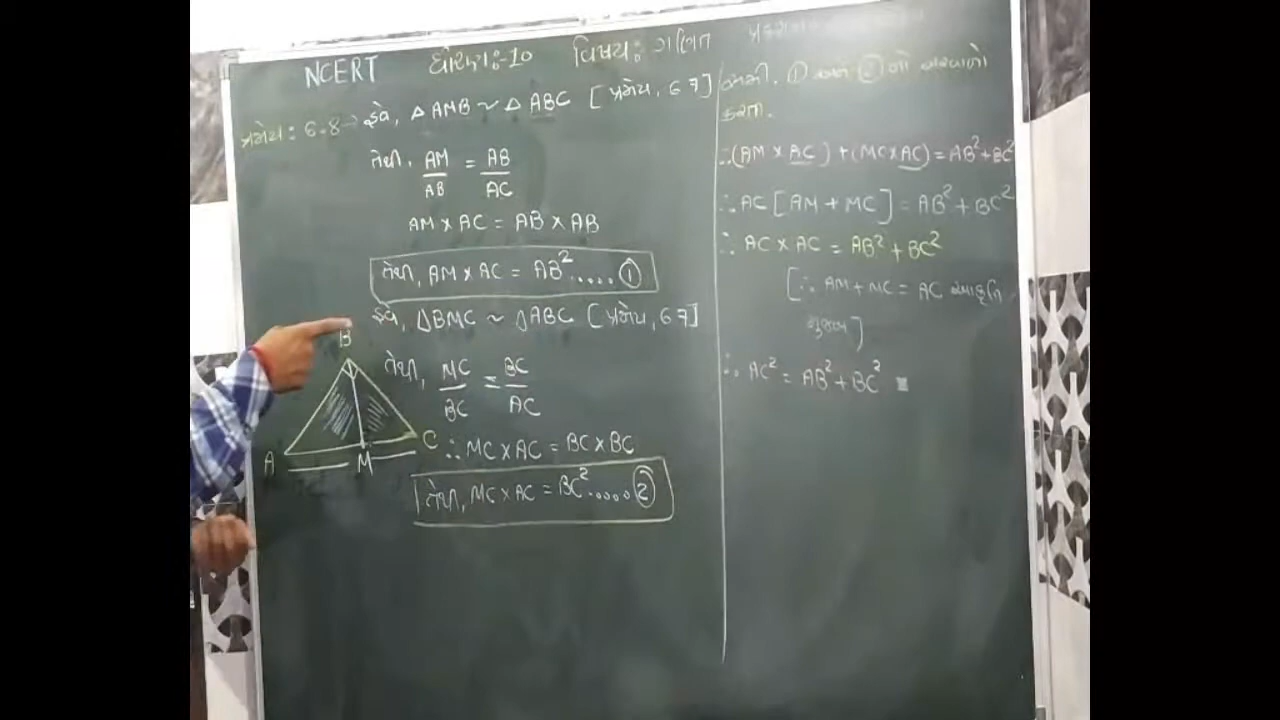 NCERT ધોરણ:-10 વિષય: ગણિત
પ્રમેય: 6.8 → હવે, △ AMB ~ △ ABC [પ્રમેય, 6 7]
તેથી, AM/AB = AB/AC
AM × AC = AB × AB
તેથી, AM × AC = AB² ..... ①
હવે, △BMC ~ △ABC [પ્રમેય, 6 7]
તેથી, MC/BC = BC/AC
∴ MC × AC = BC × BC
તેથી, MC × AC = BC² ..... ②
B
A
M
C
① અને ② નો સરવાળો
કરતા.
∴ (AM × AC) + (MC × AC) = AB² + BC²
∴ AC [AM + MC] = AB² + BC²
∴ AC × AC = AB² + BC²
[∴ AM + MC = AC આકૃતિ
મુજબ]
∴ AC² = AB² + BC²